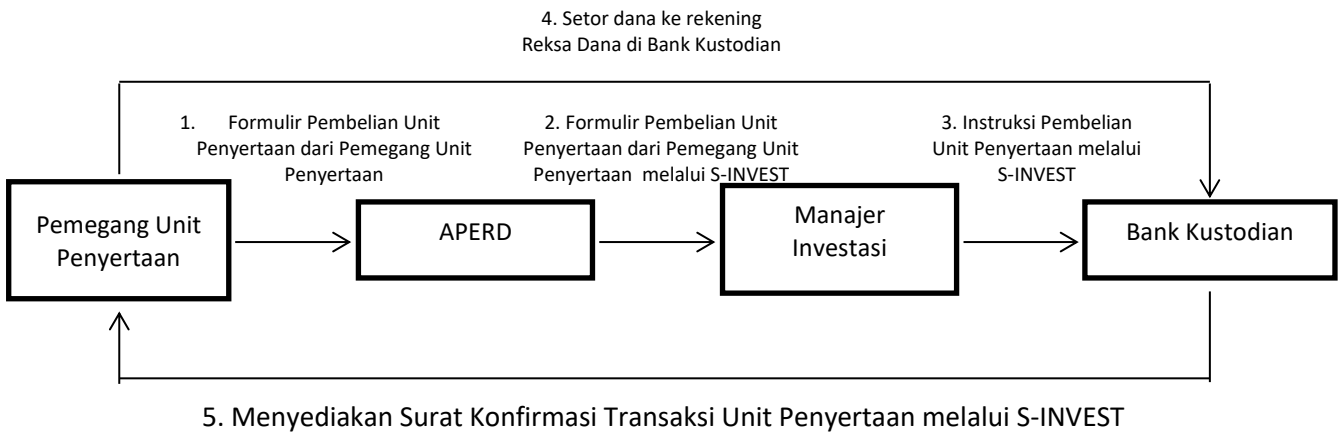 4. Setor dana ke rekening
Reksa Dana di Bank Kustodian
1. Formulir Pembelian Unit
Penyertaan dari Pemegang Unit
Penyertaan
2. Formulir Pembelian Unit
Penyertaan dari Pemegang Unit
Penyertaan melalui S-INVEST
3. Instruksi Pembelian
Unit Penyertaan melalui
S-INVEST
Pemegang Unit
Penyertaan
APERD
Manajer
Investasi
Bank Kustodian
5. Menyediakan Surat Konfirmasi Transaksi Unit Penyertaan melalui S-INVEST